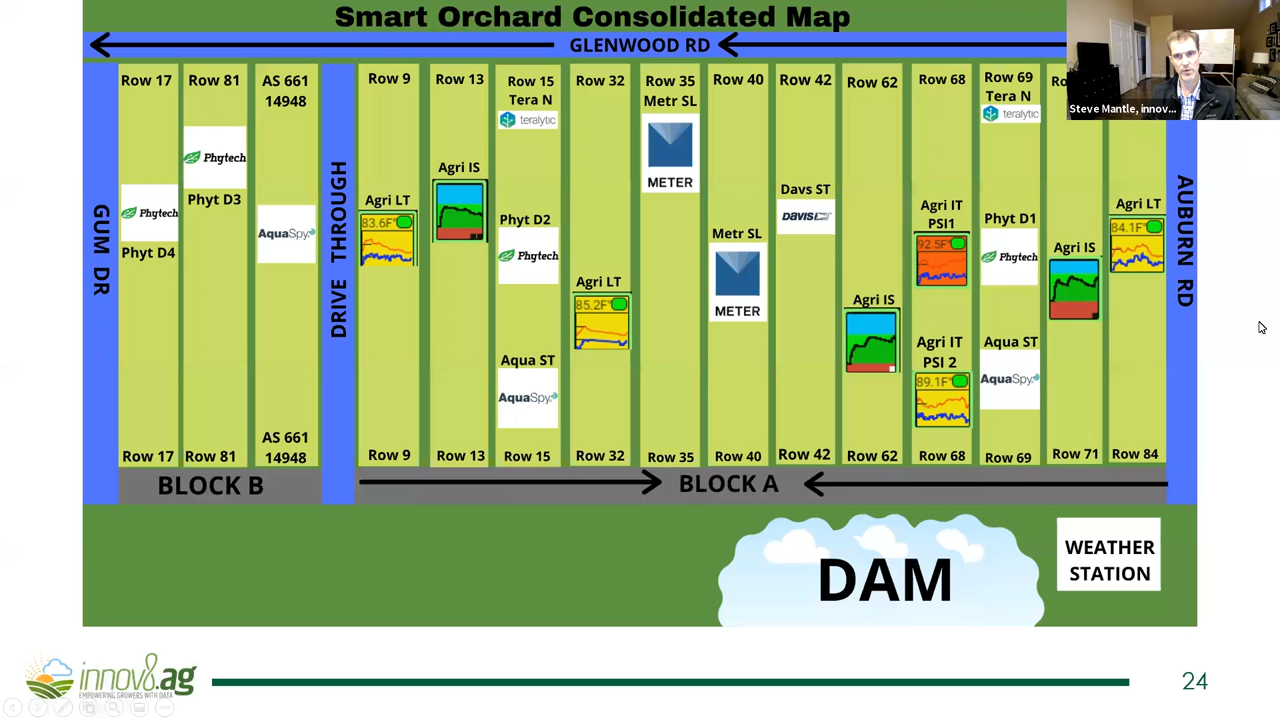 Smart Orchard Consolidated Map
GLENWOOD RD
Steve Mantle, innov...
Row 17
Row 81
AS 661
14948
Row 9
Row 13
Row 15
Tera N
teralytic
Row 32
Row 35
Metr SL
METER
Row 40
Row 42
Row 62
Row 68
Row 69
Tera N
teralytic
GUM DR
Phytech
Phyt D4
Phytech
Phyt D3
AquaSpy
DRIVE THROUGH
Agri LT
83.6F°
Agri IS
Phyt D2
Phytech
Aqua ST
AquaSpy
Agri LT
85.2F°
Metr SL
METER
Davs ST
DAVIS
Agri IS
Agri IT
PSI1
92.5F°
Agri IT
PSI 2
89.1F°
Phyt D1
Phytech
Aqua ST
AquaSpy
Agri IS
Agri LT
84.1F°
AUBURN RD
Row 17
Row 81
AS 661
14948
Row 9
Row 13
Row 15
Row 32
Row 35
Row 40
Row 42
Row 62
Row 68
Row 69
Row 71
Row 84
BLOCK B
BLOCK A
DAM
WEATHER
STATION
innov8.ag
EMPOWERING GROWERS WITH DATA
24